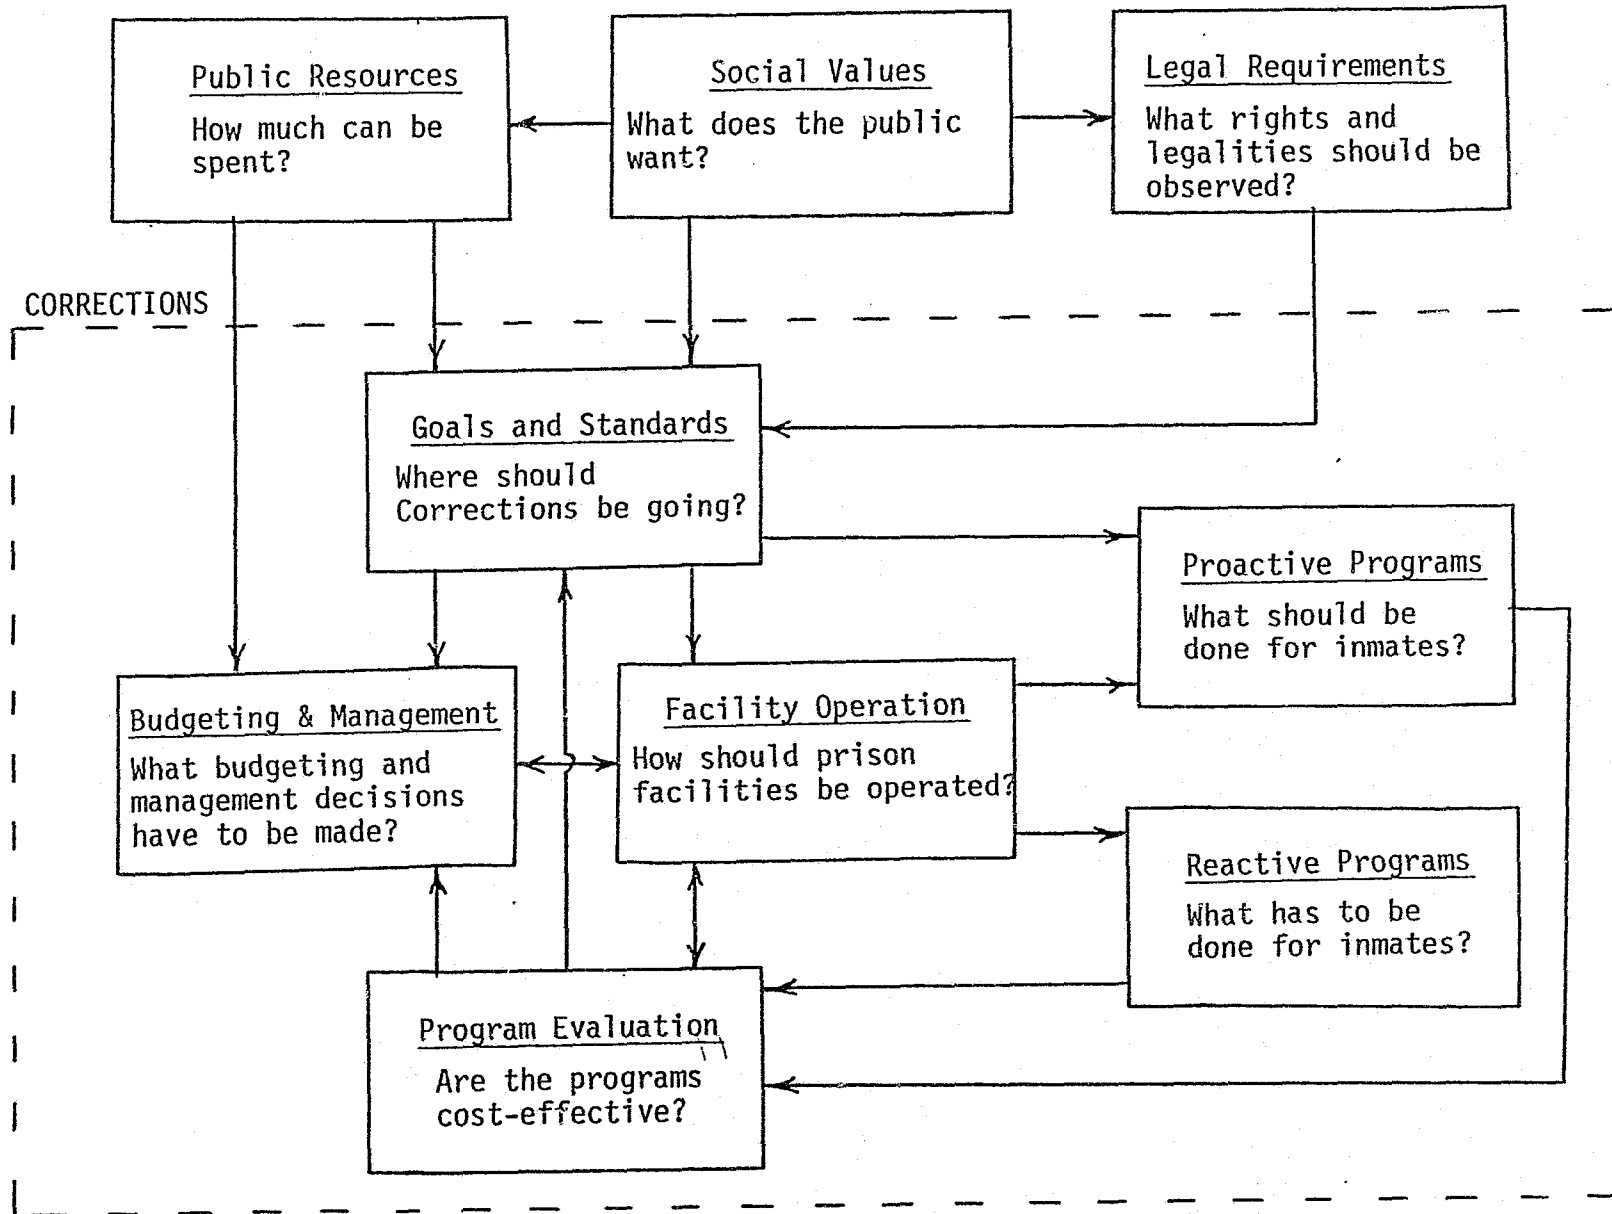 Public Resources
How much can be
spent?
Social Values
What does the public
want?
Legal Requirements
What rights and
legalities should be
observed?
CORRECTIONS
Goals and Standards
Where should
Corrections be going?
Proactive Programs
What should be
done for inmates?
Budgeting & Management
What budgeting and
management decisions
have to be made?
Facility Operation
How should prison
facilities be operated?
Reactive Programs
What has to be
done for inmates?
Program Evaluation
Are the programs
cost-effective?